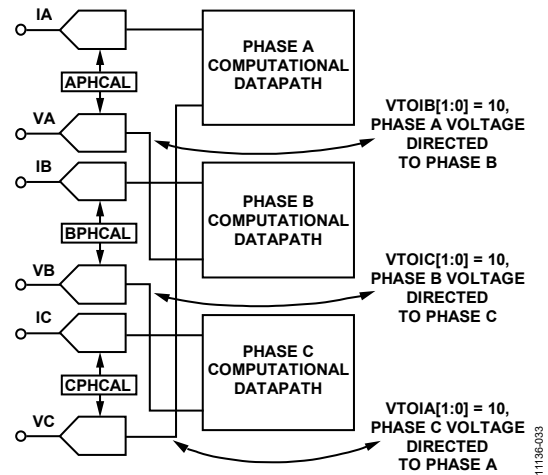 IA
PHASE A
COMPUTATIONAL
DATAPATH
APHCAL
VTOIB[1:0] = 10,
PHASE A VOLTAGE
DIRECTED
TO PHASE B
VA
IB
PHASE B
COMPUTATIONAL
DATAPATH
BPHCAL
VTOIC[1:0] = 10,
PHASE B VOLTAGE
DIRECTED
TO PHASE C
VB
IC
PHASE C
COMPUTATIONAL
DATAPATH
CPHCAL
VTOIA[1:0] = 10,
PHASE C VOLTAGE
DIRECTED
TO PHASE A
VC
11136-033